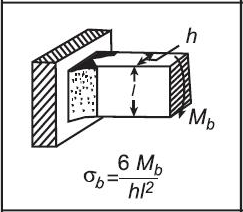 h
l
M_b
σ_b = 6 M_b / hl²